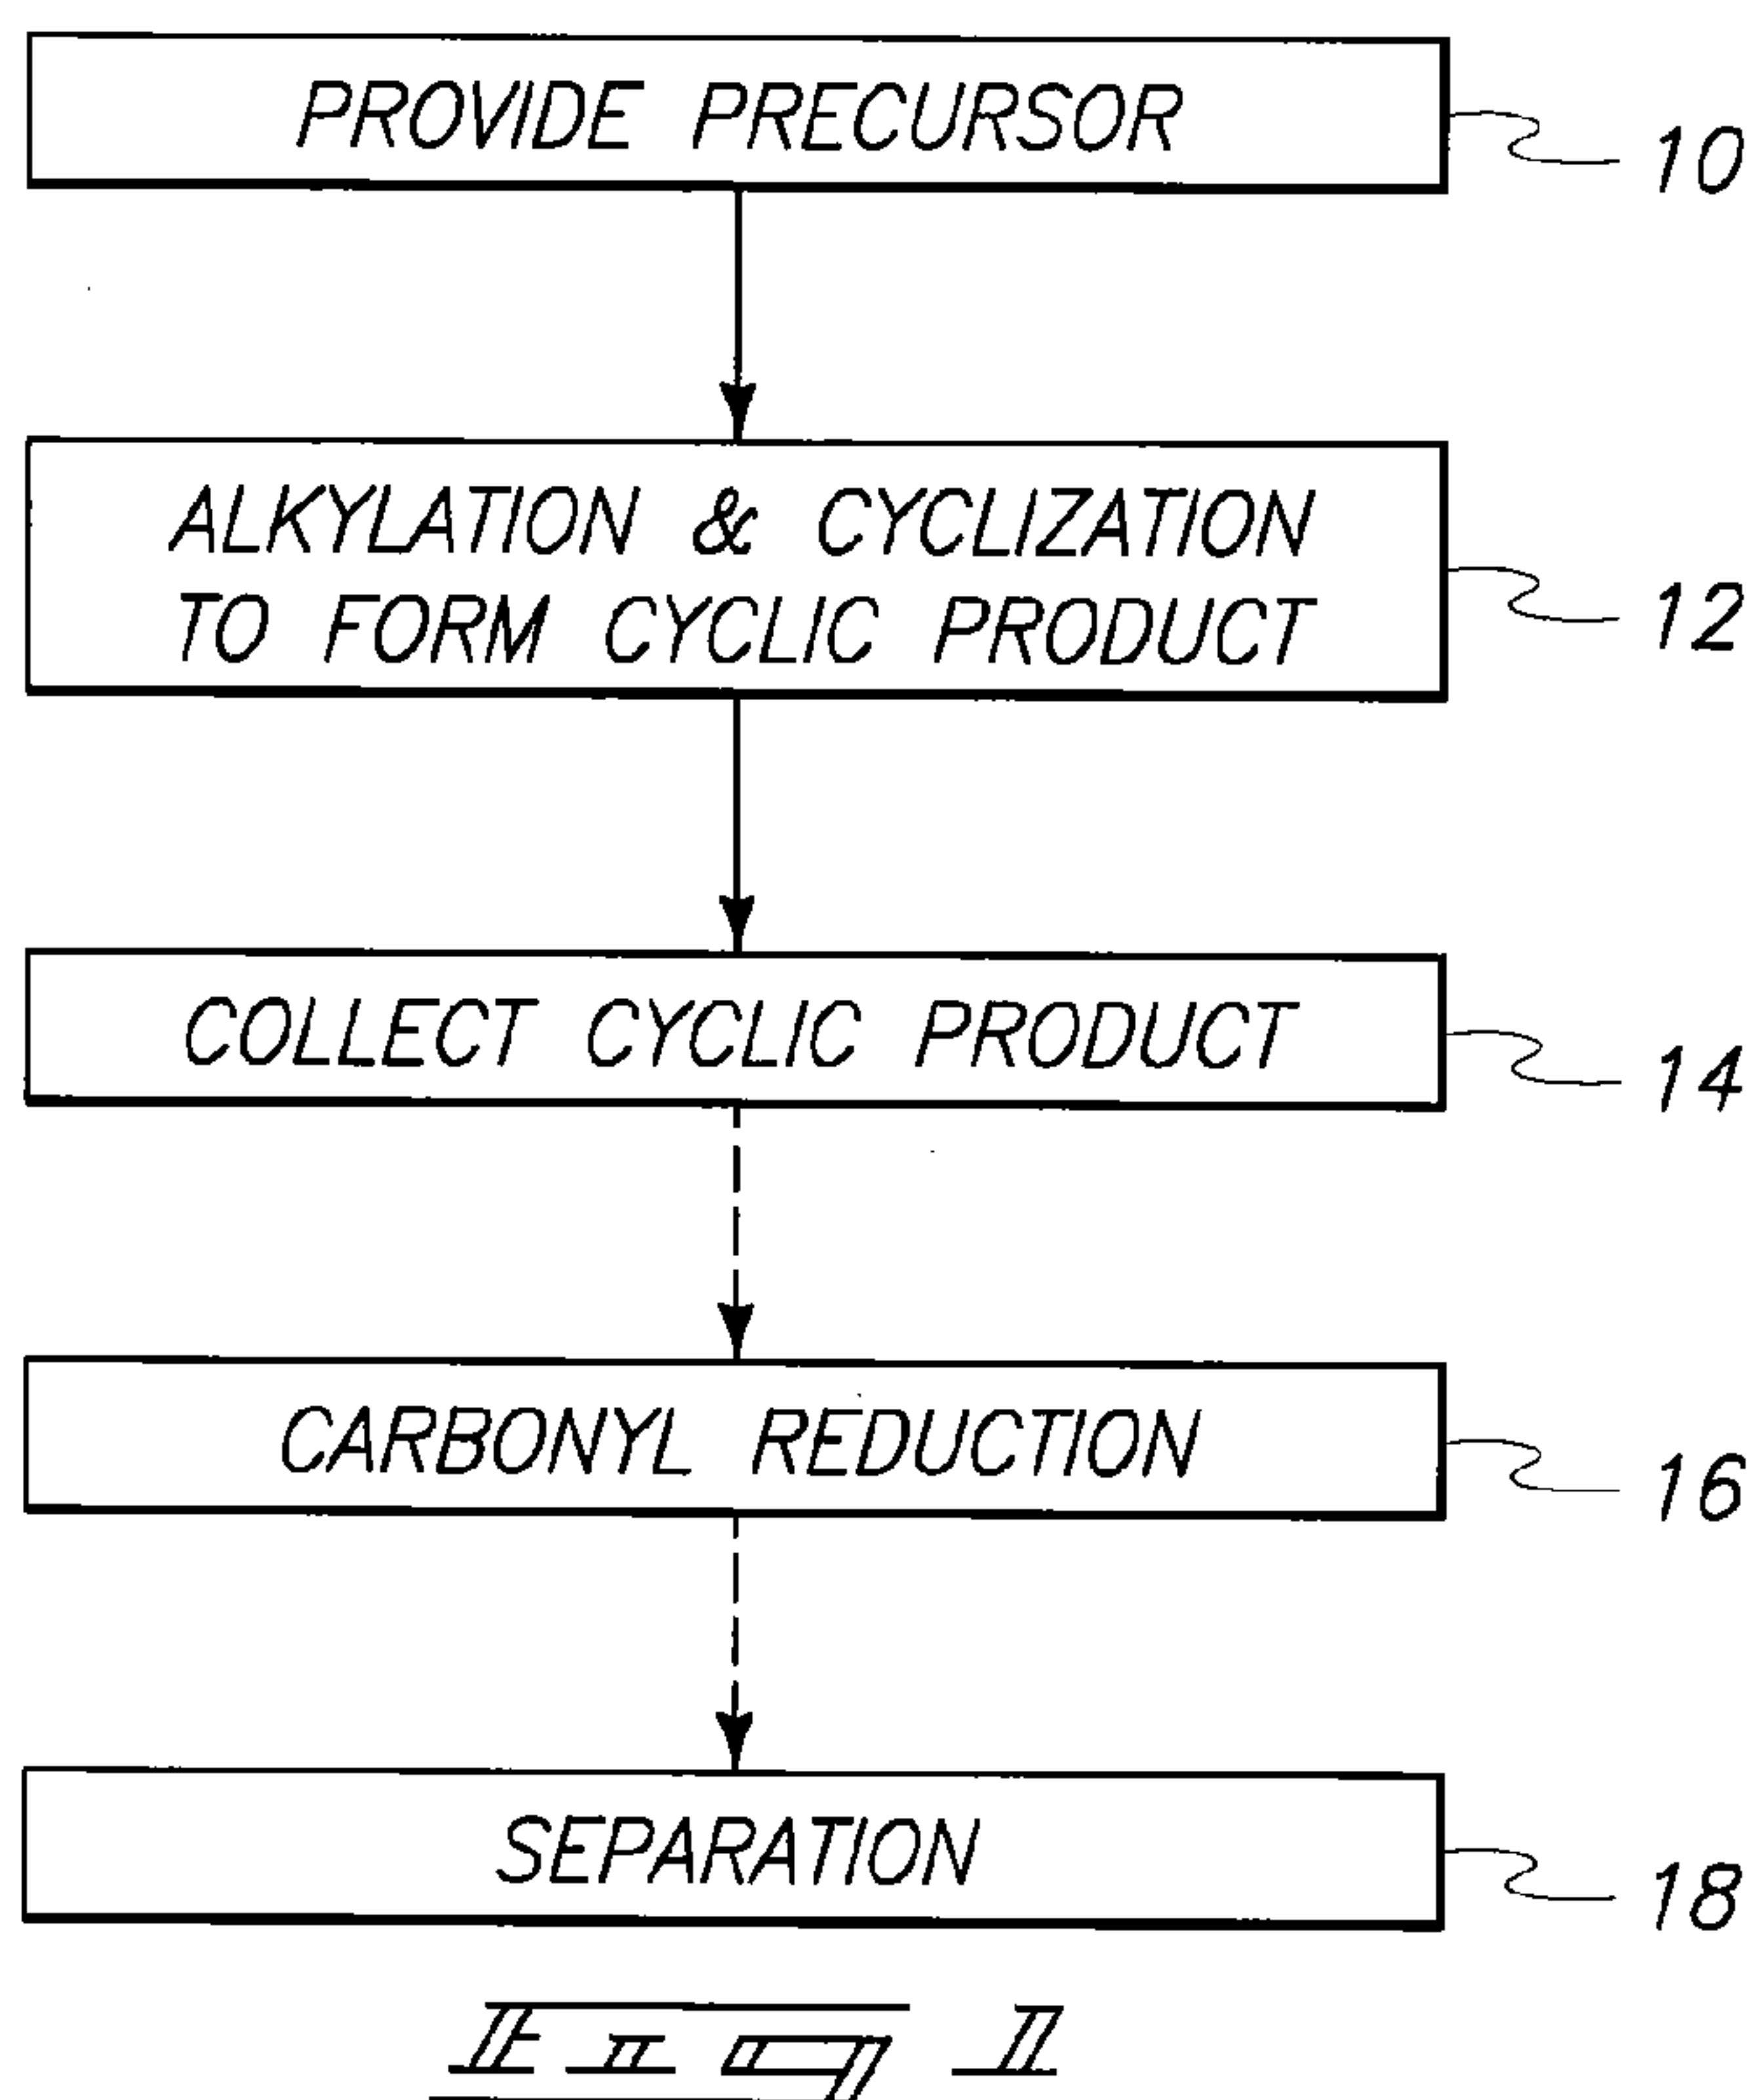 PROVIDE PRECURSOR
10
ALKYLATION & CYCLIZATION
TO FORM CYCLIC PRODUCT
12
COLLECT CYCLIC PRODUCT
14
CARBONYL REDUCTION
16
SEPARATION
18